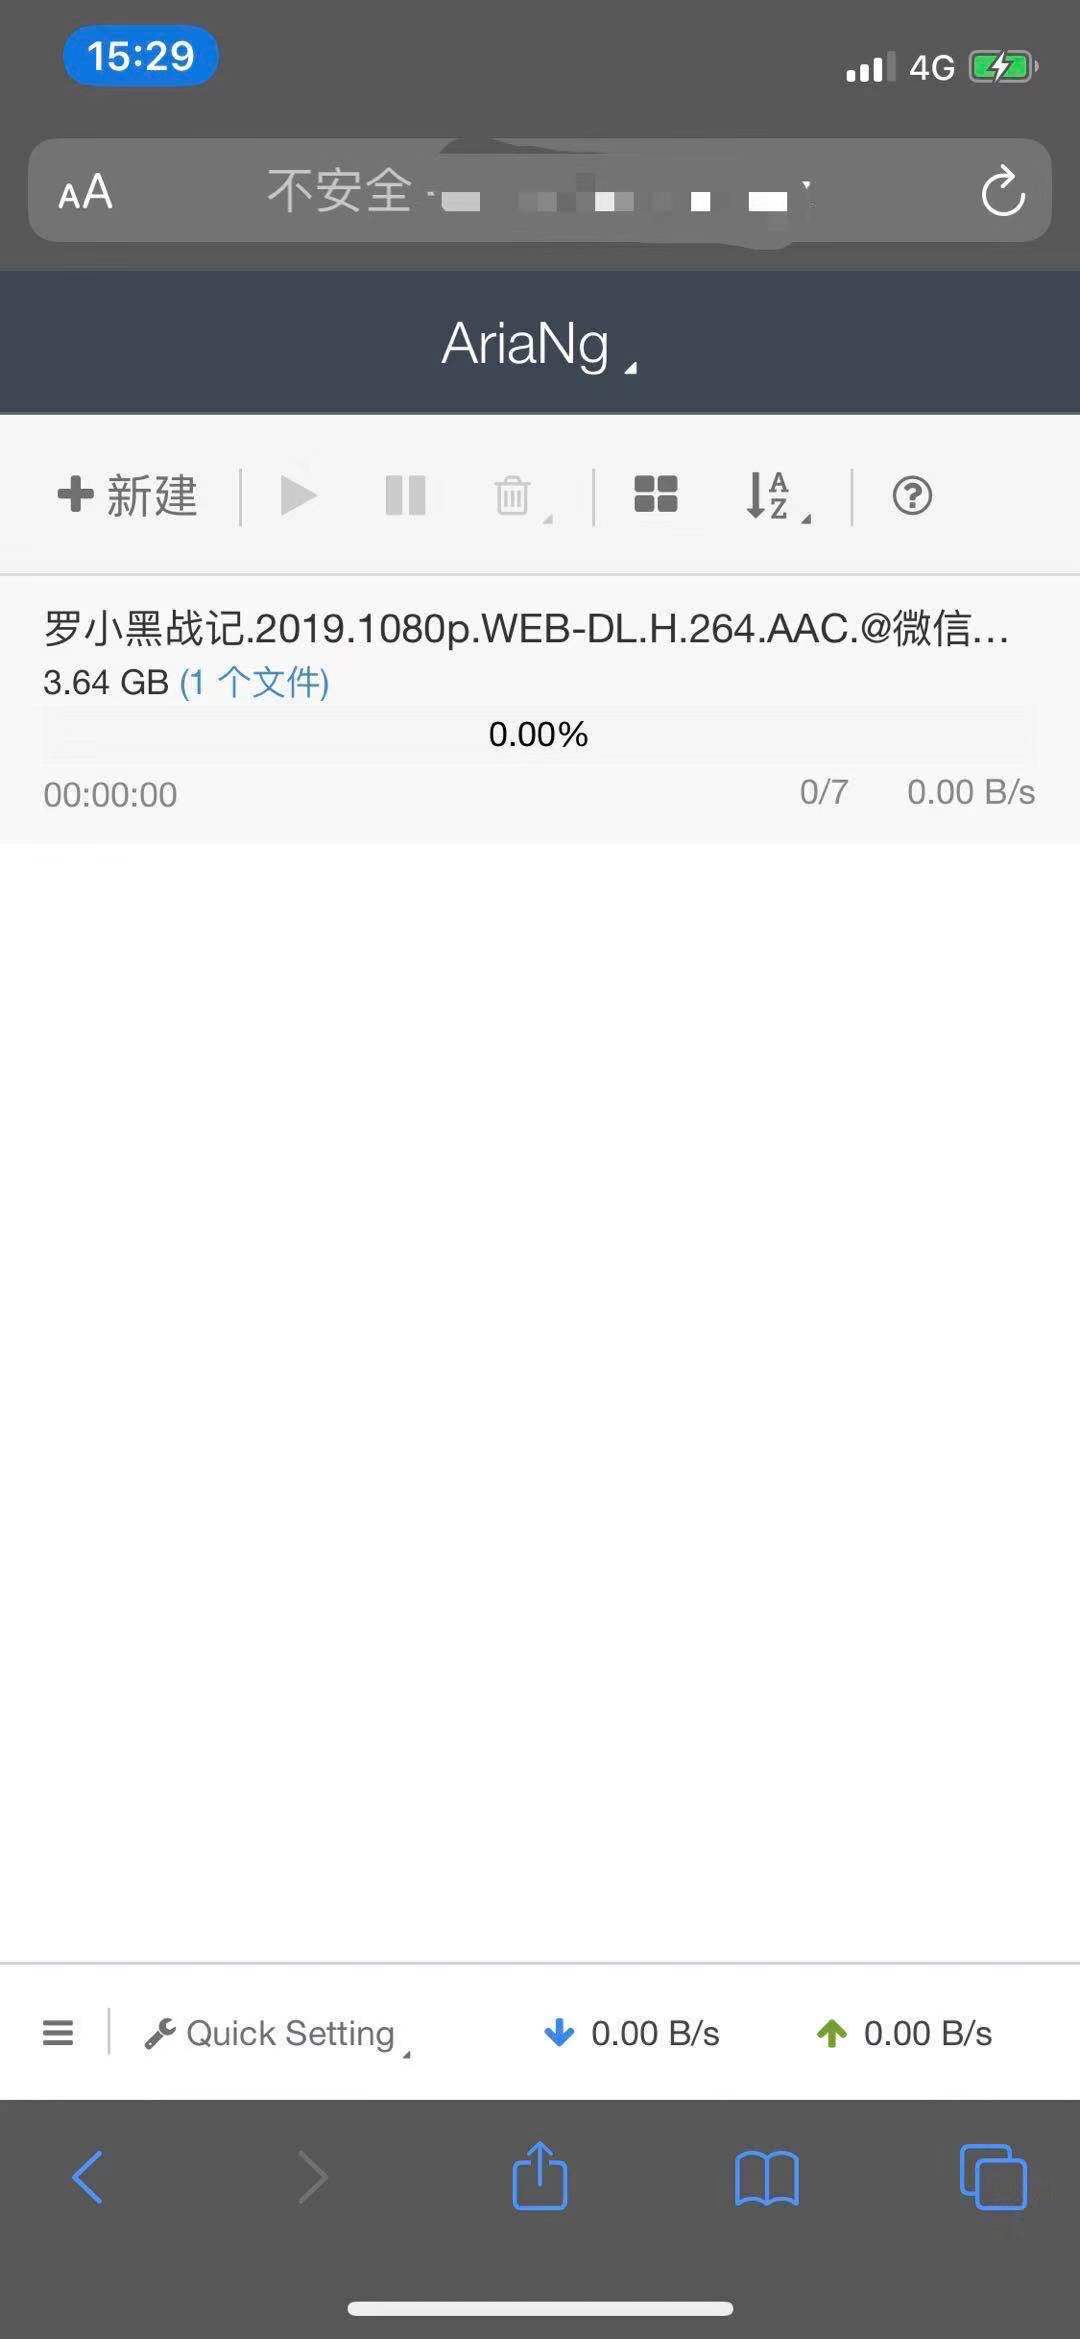 15:29
4G
AA
不安全
AriaNg
新建
A
Z
罗小黑战记.2019.1080p.WEB-DL.H.264.AAC.@微信...
3.64 GB (1 个文件)
0.00%
00:00:00 0/7 0.00 B/s
Quick Setting 0.00 B/s 0.00 B/s